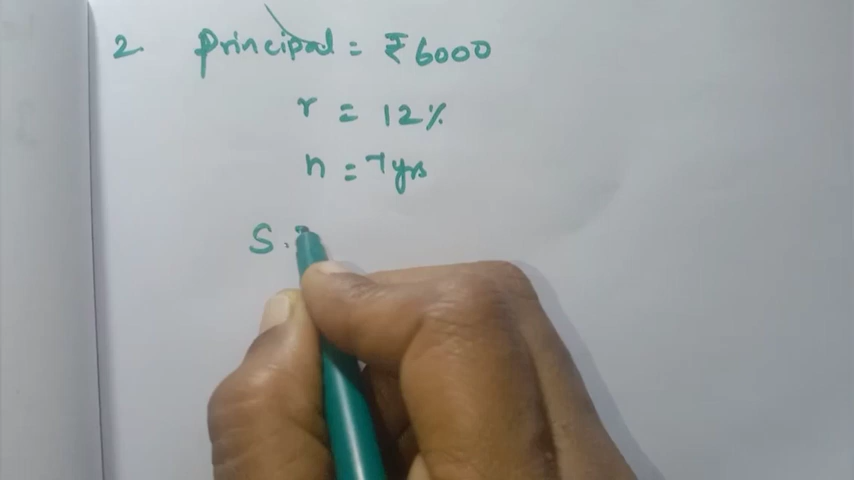 2. Principal = ₹6000
r = 12%
n = 7yrs
S.